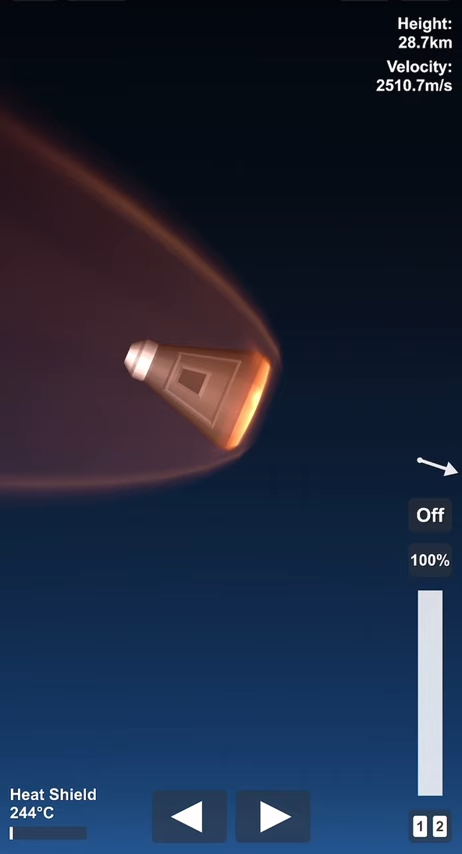 Height:
28.7km
Velocity:
2510.7m/s
Off
100%
Heat Shield
244°C
1 2